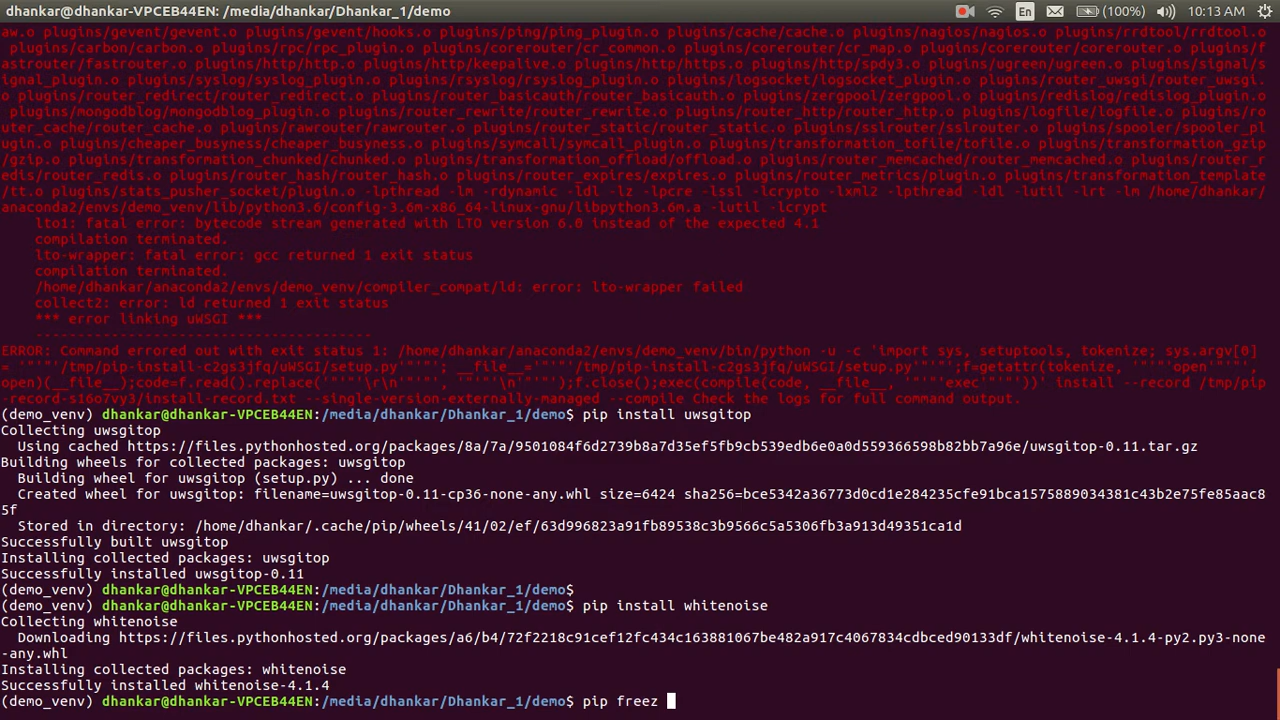 dhankar@dhankar-VPCEB44EN: /media/dhankar/Dhankar_1/demo En (100%) 10:13 AM
aw.o plugins/gevent/gevent.o plugins/gevent/hooks.o plugins/ping/ping_plugin.o plugins/cache/cache.o plugins/nagios/nagios.o plugins/rrdtool/rrdtool.o
 plugins/carbon/carbon.o plugins/rpc/rpc_plugin.o plugins/corerouter/cr_common.o plugins/corerouter/cr_map.o plugins/corerouter/corerouter.o plugins/f
astrouter/fastrouter.o plugins/http/http.o plugins/http/keepalive.o plugins/http/https.o plugins/http/spdy3.o plugins/ugreen/ugreen.o plugins/signal/s
ignal_plugin.o plugins/syslog/syslog_plugin.o plugins/rsyslog/rsyslog_plugin.o plugins/logsocket/logsocket_plugin.o plugins/router_uwsgi/router_uwsgi.
o plugins/router_redirect/router_redirect.o plugins/router_basicauth/router_basicauth.o plugins/zergpool/zergpool.o plugins/redislog/redislog_plugin.o
 plugins/mongodblog/mongodblog_plugin.o plugins/router_rewrite/router_rewrite.o plugins/router_http/router_http.o plugins/logfile/logfile.o plugins/ro
uter_cache/router_cache.o plugins/rawrouter/rawrouter.o plugins/router_static/router_static.o plugins/sslrouter/sslrouter.o plugins/spooler/spooler_pl
ugin.o plugins/cheaper_busyness/cheaper_busyness.o plugins/symcall/symcall_plugin.o plugins/transformation_tofile/tofile.o plugins/transformation_gzip
/gzip.o plugins/transformation_chunked/chunked.o plugins/transformation_offload/offload.o plugins/router_memcached/router_memcached.o plugins/router_r
edis/router_redis.o plugins/router_hash/router_hash.o plugins/router_expires/expires.o plugins/router_metrics/plugin.o plugins/transformation_template
/tt.o plugins/stats_pusher_socket/plugin.o -lpthread -lm -rdynamic -ldl -lz -lpcre -lssl -lcrypto -lxml2 -lpthread -ldl -lutil -lrt -lm /home/dhankar/
anaconda2/envs/demo_venv/lib/python3.6/config-3.6m-x86_64-linux-gnu/libpython3.6m.a -lutil -lcrypt
lto1: fatal error: bytecode stream generated with LTO version 6.0 instead of the expected 4.1
compilation terminated.
lto-wrapper: fatal error: gcc returned 1 exit status
compilation terminated.
/home/dhankar/anaconda2/envs/demo_venv/compiler_compat/ld: error: lto-wrapper failed
collect2: error: ld returned 1 exit status
*** error linking uWSGI ***
----------------------------------------
ERROR: Command errored out with exit status 1: /home/dhankar/anaconda2/envs/demo_venv/bin/python -u -c 'import sys, setuptools, tokenize; sys.argv[0]
= '"'"'/tmp/pip-install-c2gs3jfq/uWSGI/setup.py'"'"'; __file__='"'"'/tmp/pip-install-c2gs3jfq/uWSGI/setup.py'"'"';f=getattr(tokenize, '"'"'open'"'"',
open)(__file__);code=f.read().replace('"'"'\r\n'"'"', '"'"'\n'"'"');f.close();exec(compile(code, __file__, '"'"'exec'"'"'))' install --record /tmp/pi
p-record-s16o7vy3/install-record.txt --single-version-externally-managed --compile Check the logs for full command output.
(demo_venv) dhankar@dhankar-VPCEB44EN:/media/dhankar/Dhankar_1/demo$ pip install uwsgitop
Collecting uwsgitop
Using cached https://files.pythonhosted.org/packages/8a/7a/9501084f6d2739b8a7d35ef5fb9cb539edb6e0a0d559366598b82bb7a96e/uwsgitop-0.11.tar.gz
Building wheels for collected packages: uwsgitop
Building wheel for uwsgitop (setup.py) ... done
Created wheel for uwsgitop: filename=uwsgitop-0.11-cp36-none-any.whl size=6424 sha256=bce5342a36773d0cd1e284235cfe91bca1575889034381c43b2e75fe85aac8
5f
Stored in directory: /home/dhankar/.cache/pip/wheels/41/02/ef/63d996823a91fb89538c3b9566c5a5306fb3a913d49351ca1d
Successfully built uwsgitop
Installing collected packages: uwsgitop
Successfully installed uwsgitop-0.11
(demo_venv) dhankar@dhankar-VPCEB44EN:/media/dhankar/Dhankar_1/demo$
(demo_venv) dhankar@dhankar-VPCEB44EN:/media/dhankar/Dhankar_1/demo$ pip install whitenoise
Collecting whitenoise
Downloading https://files.pythonhosted.org/packages/a6/b4/72f2218c91cef12fc434c163881067be482a917c4067834cdbced90133df/whitenoise-4.1.4-py2.py3-none
-any.whl
Installing collected packages: whitenoise
Successfully installed whitenoise-4.1.4
(demo_venv) dhankar@dhankar-VPCEB44EN:/media/dhankar/Dhankar_1/demo$ pip freez